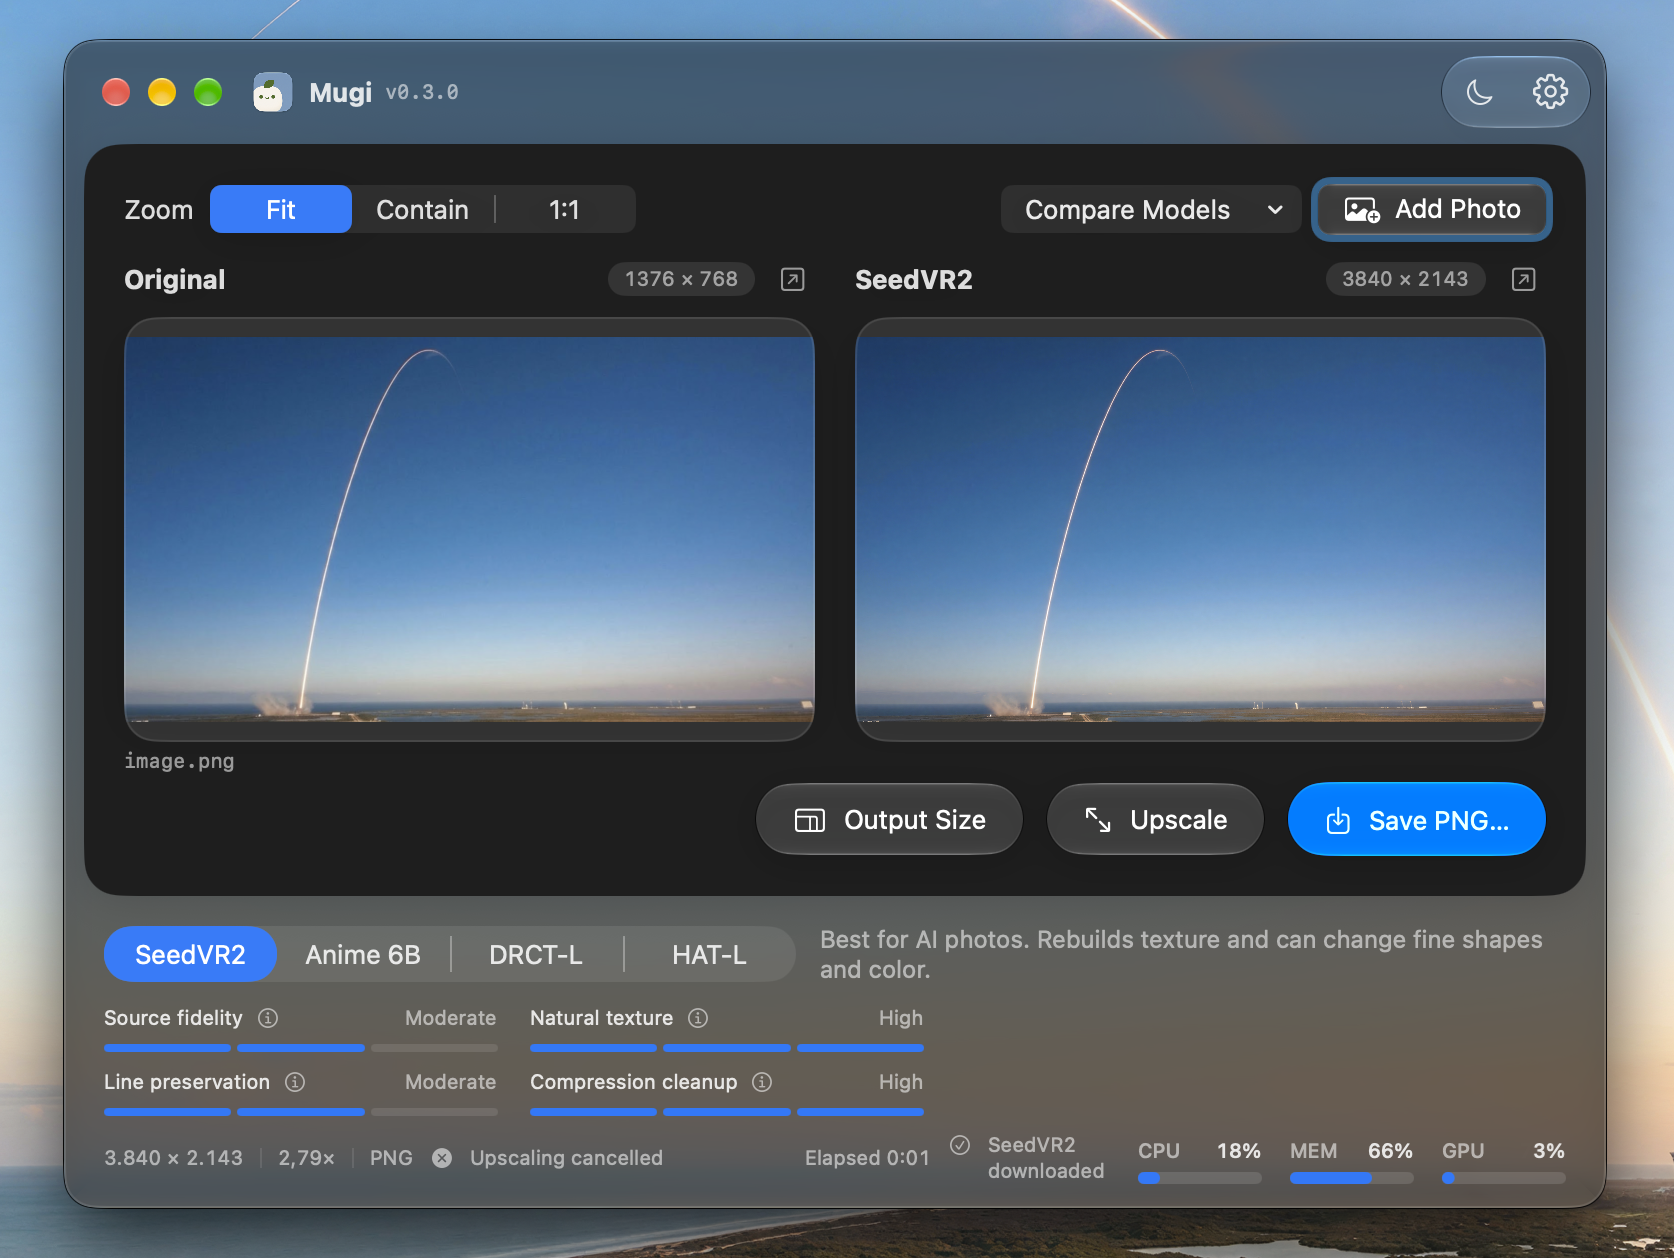 Mugi v0.3.0
Zoom Fit Contain 1:1 Compare Models Add Photo
Original 1376 × 768 SeedVR2 3840 × 2143
image.png
Output Size Upscale Save PNG...
SeedVR2 Anime 6B DRCT-L HAT-L
Best for AI photos. Rebuilds texture and can change fine shapes
and color.
Source fidelity Moderate Natural texture High
Line preservation Moderate Compression cleanup High
3.840 × 2.143 2,79× PNG Upscaling cancelled Elapsed 0:01
SeedVR2
downloaded
CPU 18% MEM 66% GPU 3%